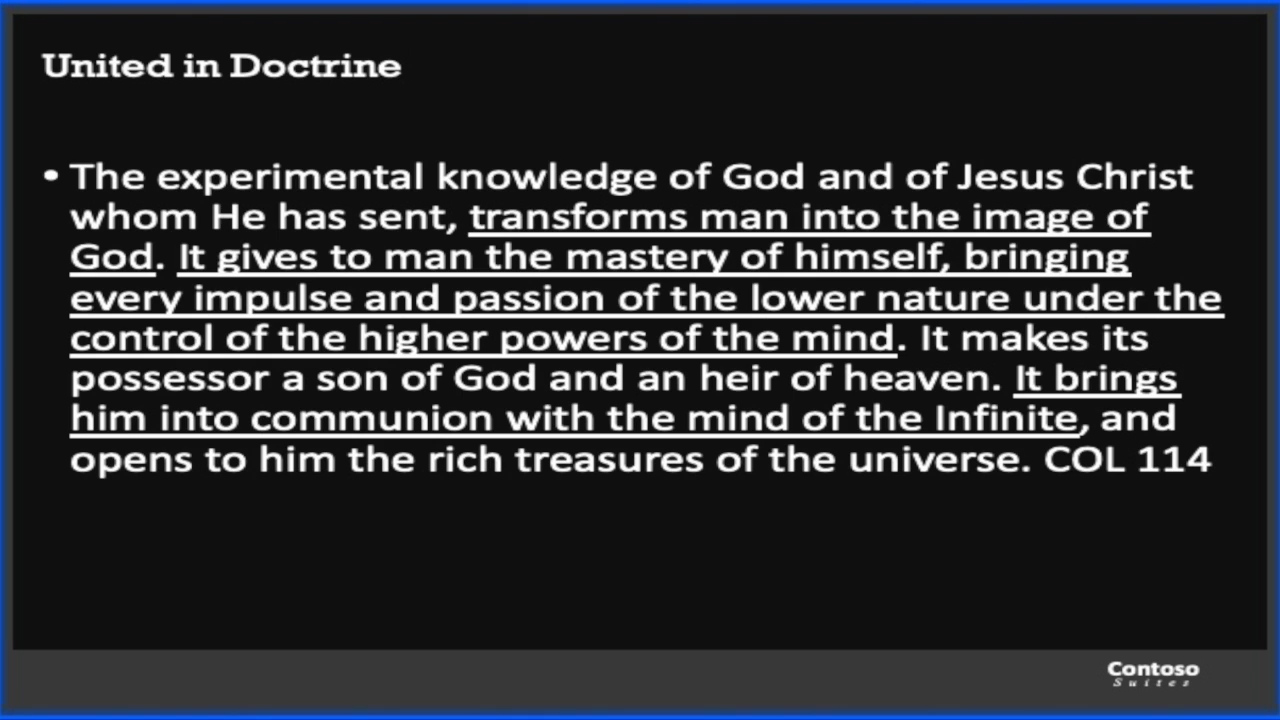 United in Doctrine
• The experimental knowledge of God and of Jesus Christ
whom He has sent, transforms man into the image of
God. It gives to man the mastery of himself, bringing
every impulse and passion of the lower nature under the
control of the higher powers of the mind. It makes its
possessor a son of God and an heir of heaven. It brings
him into communion with the mind of the Infinite, and
opens to him the rich treasures of the universe. COL 114
Contoso
Suites